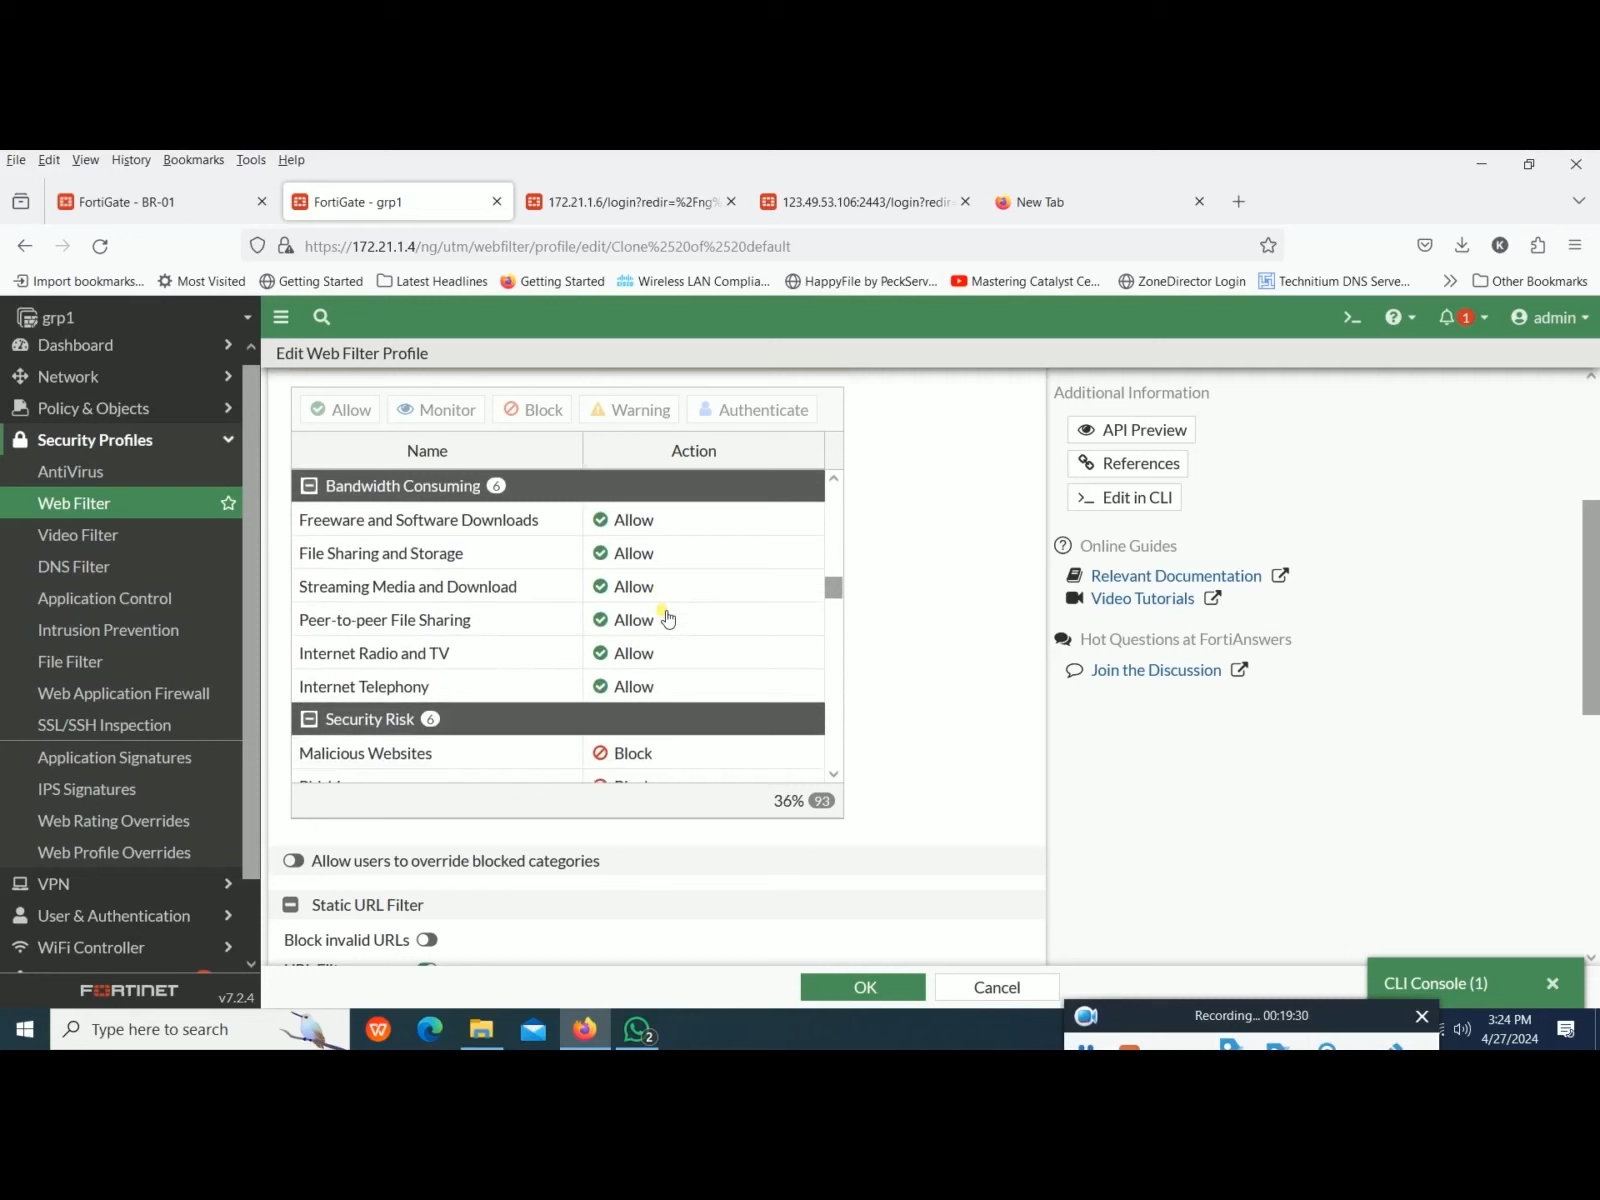 File Edit View History Bookmarks Tools Help
FortiGate - BR-01
FortiGate - grp1
172.21.1.6/login?redir=%2Fng%
123.49.53.106:2443/login?redir=
New Tab
https://172.21.1.4/ng/utm/webfilter/profile/edit/Clone%2520of%2520default
K
Import bookmarks... Most Visited Getting Started Latest Headlines Getting Started Wireless LAN Complia... HappyFile by PeckServ... Mastering Catalyst Ce... ZoneDirector Login Technitium DNS Serve... Other Bookmarks
grp1
1
admin
Dashboard
Network
Policy & Objects
Security Profiles
AntiVirus
Web Filter
Video Filter
DNS Filter
Application Control
Intrusion Prevention
File Filter
Web Application Firewall
SSL/SSH Inspection
Application Signatures
IPS Signatures
Web Rating Overrides
Web Profile Overrides
VPN
User & Authentication
WiFi Controller
FORTINET
v7.2.4
Edit Web Filter Profile
Allow Monitor Block Warning Authenticate
Name Action
Bandwidth Consuming 6
Freeware and Software Downloads Allow
File Sharing and Storage Allow
Streaming Media and Download Allow
Peer-to-peer File Sharing Allow
Internet Radio and TV Allow
Internet Telephony Allow
Security Risk 6
Malicious Websites Block
36% 93
Allow users to override blocked categories
Static URL Filter
Block invalid URLs
OK Cancel
Additional Information
API Preview
References
>_ Edit in CLI
Online Guides
Relevant Documentation
Video Tutorials
Hot Questions at FortiAnswers
Join the Discussion
CLI Console (1)
Type here to search
W
2
Recording... 00:19:30
3:24 PM
4/27/2024